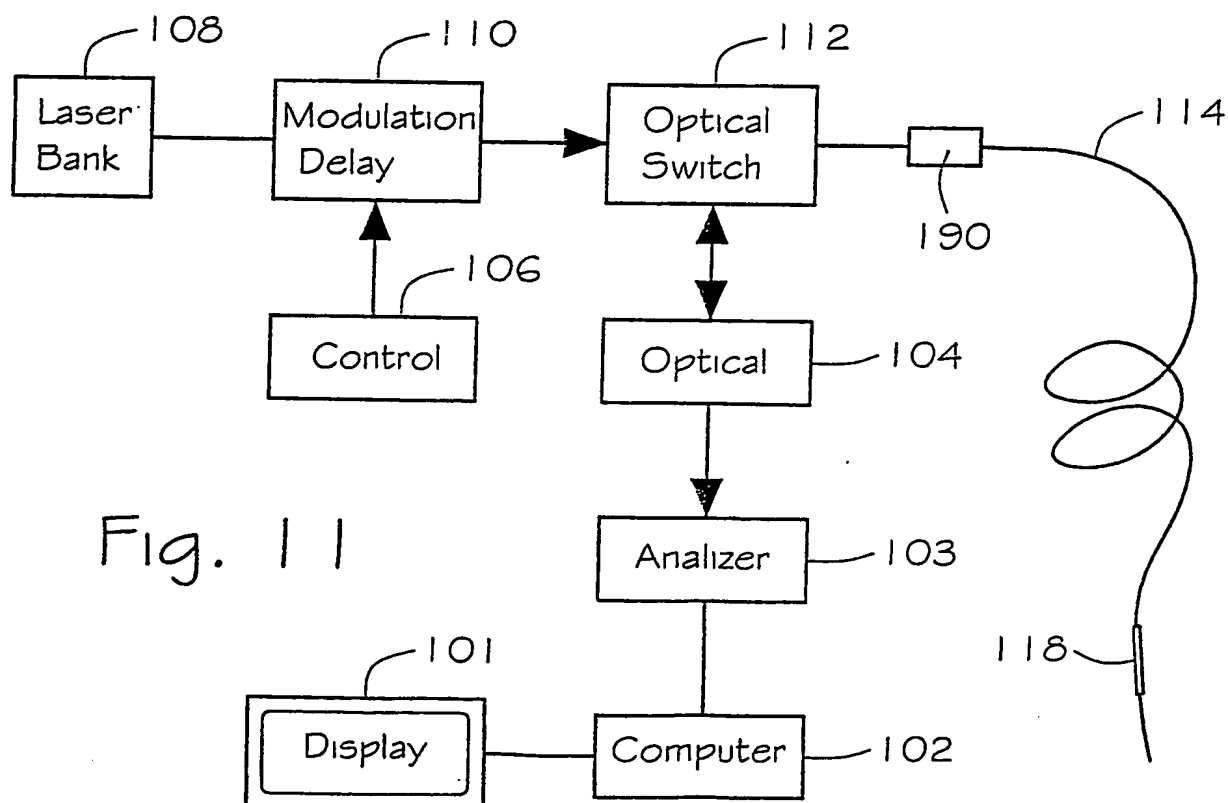 108
110
112
114
Laser
Bank
Modulation
Delay
Optical
Switch
190
106
Control
Optical
104
Fig. 11
Analizer
103
118
101
Display
Computer
102